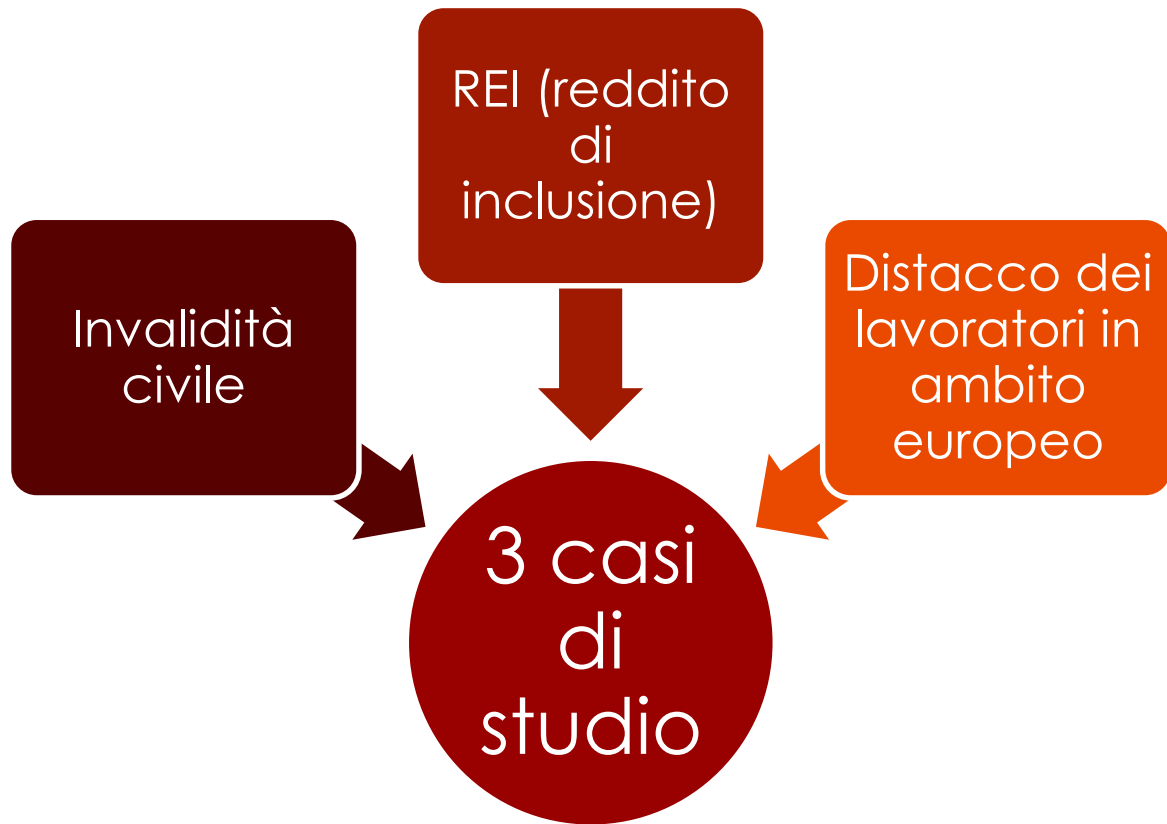 REI (reddito
di
inclusione)
Invalidità
civile
Distacco dei
lavoratori in
ambito
europeo
3 casi
di
studio